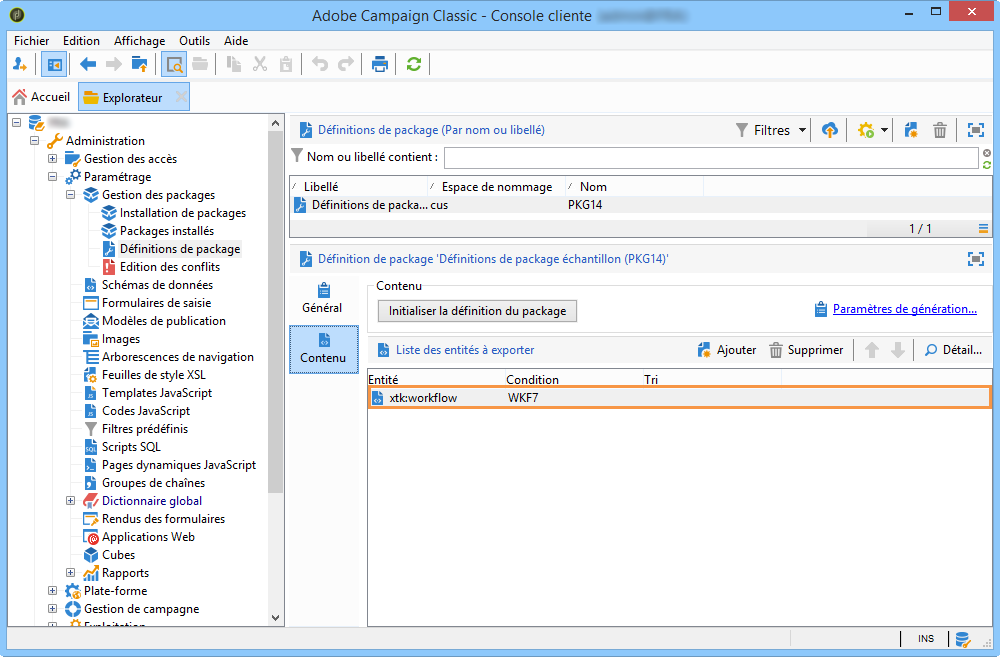 Adobe Campaign Classic - Console cliente
Fichier Edition Affichage Outils Aide
Accueil Explorateur
Administration
Gestion des accès
Paramétrage
Gestion des packages
Installation de packages
Packages installés
Définitions de package
Edition des conflits
Schémas de données
Formulaires de saisie
Modèles de publication
Images
Arborescences de navigation
Feuilles de style XSL
Templates JavaScript
Codes JavaScript
Filtres prédéfinis
Scripts SQL
Pages dynamiques JavaScript
Groupes de chaînes
Dictionnaire global
Rendus des formulaires
Applications Web
Cubes
Rapports
Plate-forme
Gestion de campagne
Exploitation
Définitions de package (Par nom ou libellé) Filtres
Nom ou libellé contient :
Libellé Espace de nommage Nom
Définitions de packa... cus PKG14
1 / 1
Définition de package 'Définitions de package échantillon (PKG14)'
Général
Contenu
Contenu
Initialiser la définition du package Paramètres de génération...
Liste des entités à exporter Ajouter Supprimer Détail...
Entité Condition Tri
xtk:workflow WKF7
INS